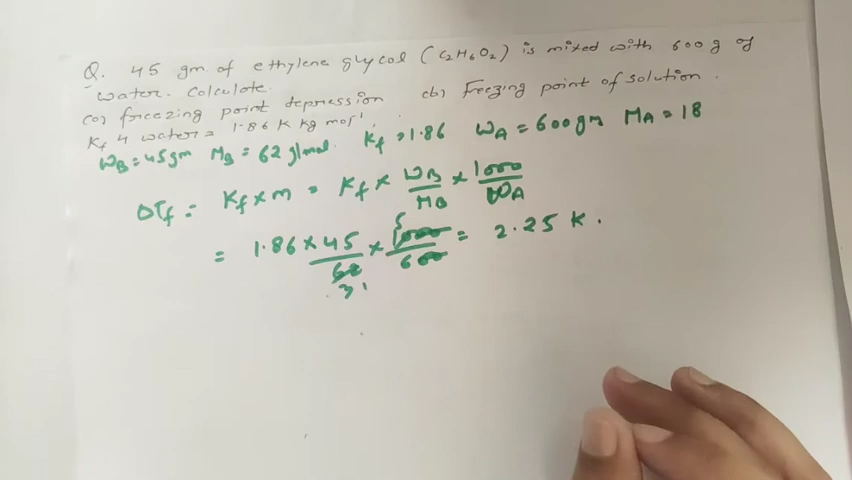 Q. 45 gm of ethylene glycol (C2H6O2) is mixed with 600 g of
water. Calculate
(a) freezing point depression (b) Freezing point of solution.
Kf 4 water = 1.86 K kg mol-1.
WB = 45gm MB = 62 g/mol. Kf = 1.86 WA = 600gm MA = 18
ΔTf = Kf × m = Kf × WB/MB × 1000/WA
= 1.86 × 45/62 × 1000/600 = 2.25 K.
5
31